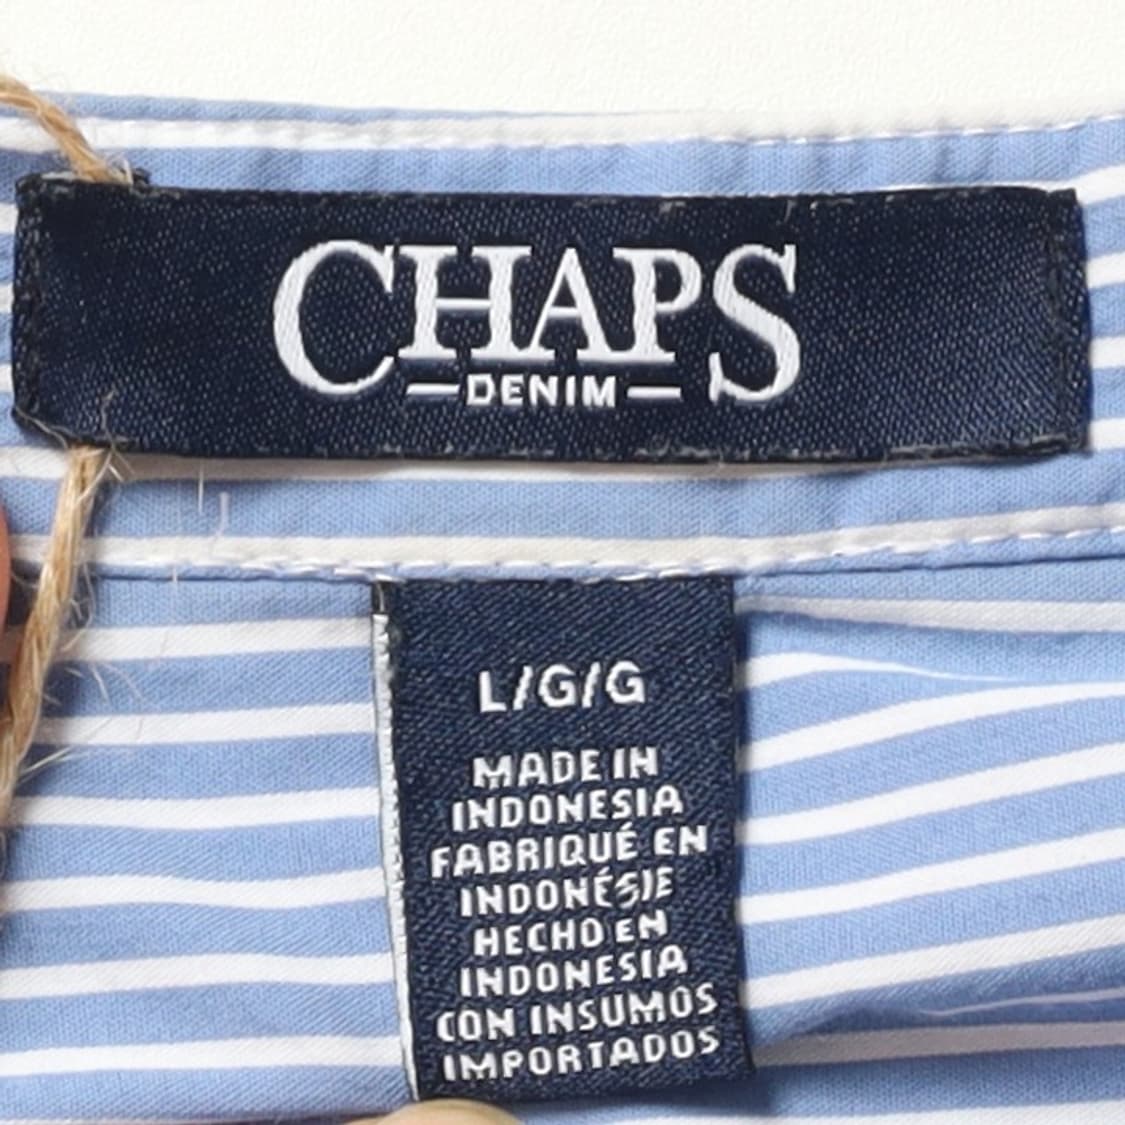 CHAPS
DENIM
L/G/G
MADE IN
INDONESIA
FABRIQUÉ EN
INDONÉSIE
HECHO EN
INDONESIA
CON INSUMOS
IMPORTADOS